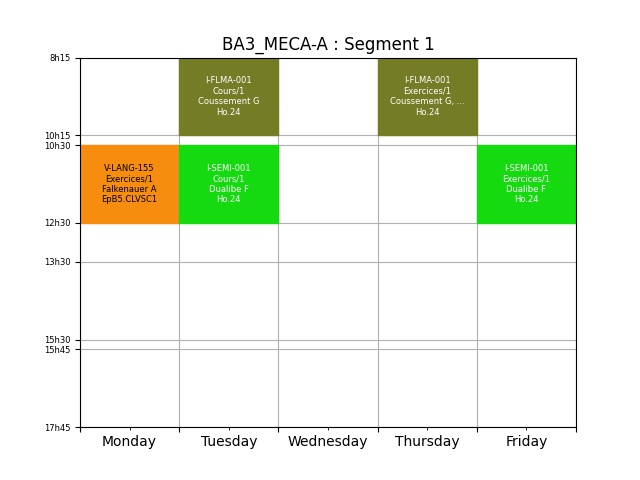 BA3_MECA-A : Segment 1
8h15
I-FLMA-001
Cours/1
Coussement G
Ho.24
I-FLMA-001
Exercices/1
Coussement G, ...
Ho.24
10h15
10h30
V-LANG-155
Exercices/1
Falkenauer A
EpB5.CLVSC1
I-SEMI-001
Cours/1
Dualibe F
Ho.24
I-SEMI-001
Exercices/1
Dualibe F
Ho.24
12h30
13h30
15h30
15h45
17h45
Monday
Tuesday
Wednesday
Thursday
Friday